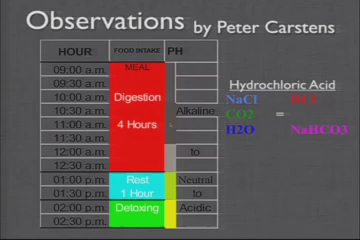 Observations by Peter Carstens
HOUR FOOD INTAKE PH
09:00 a.m. MEAL
09:30 a.m.
10:00 a.m. Digestion
10:30 a.m. Alkaline
11:00 a.m. 4 Hours
11:30 a.m.
12:00 a.m. to
12:30 a.m.
01:00 p.m. Rest Neutral
01:30 p.m. 1 Hour to
02:00 p.m. Detoxing Acidic
02:30 p.m.
Hydrochloric Acid
NaCl HCl
CO2 =
H2O NaHCO3